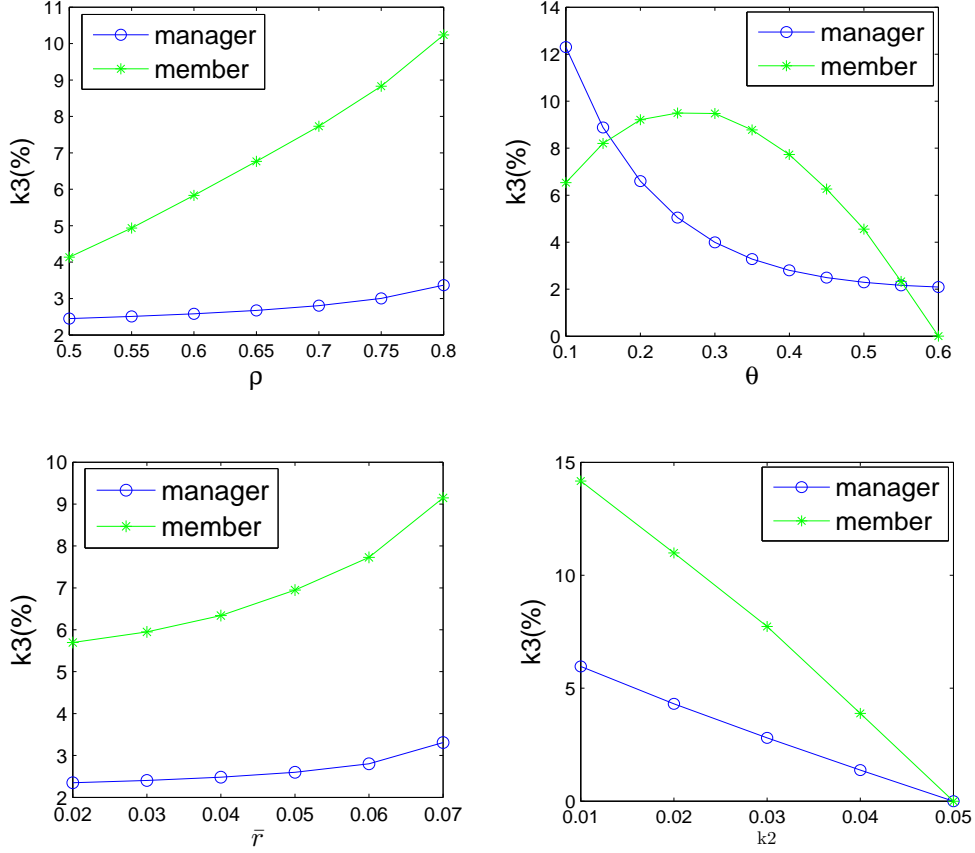 11
10
9
8
7
6
5
4
3
2
k3(%)
manager
member
0.5 0.55 0.6 0.65 0.7 0.75 0.8
ρ
14
12
10
8
6
4
2
0
k3(%)
manager
member
0.1 0.2 0.3 0.4 0.5 0.6
θ
10
9
8
7
6
5
4
3
2
k3(%)
manager
member
0.02 0.03 0.04 0.05 0.06 0.07
r̄
15
10
5
0
k3(%)
manager
member
0.01 0.02 0.03 0.04 0.05
k2